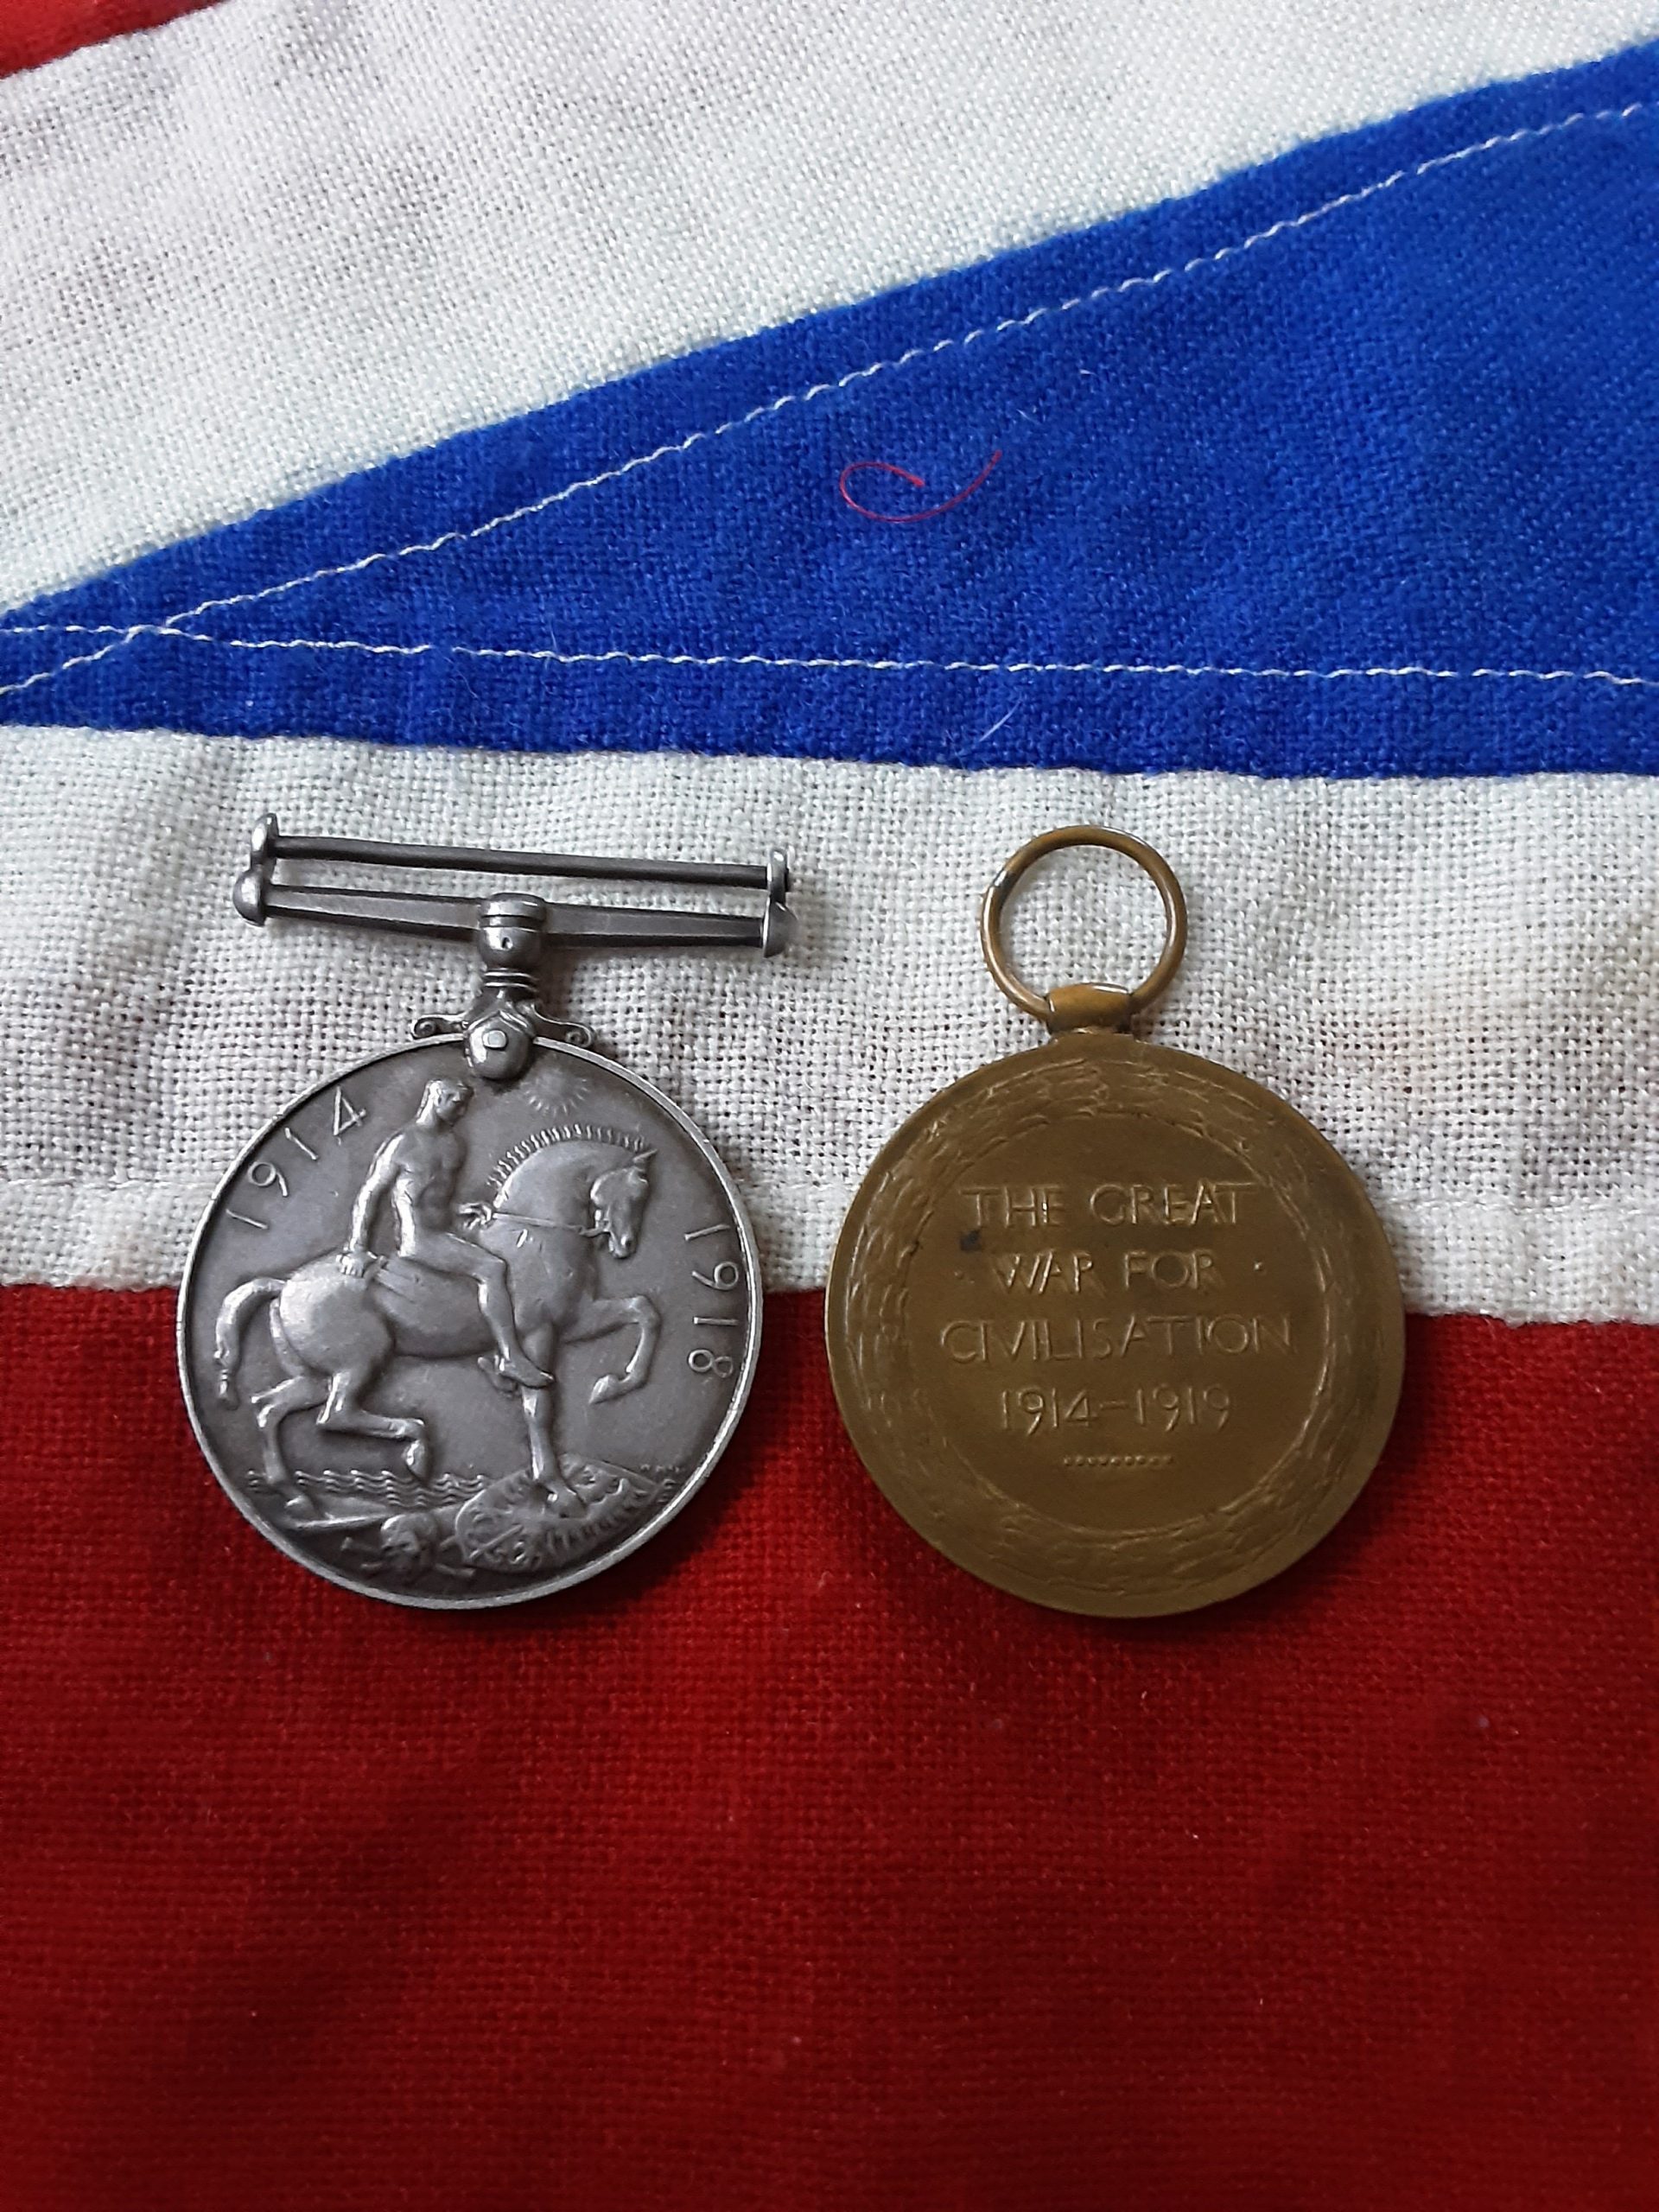 1914
1918
THE GREAT
· WAR FOR ·
CIVILISATION
1914-1919